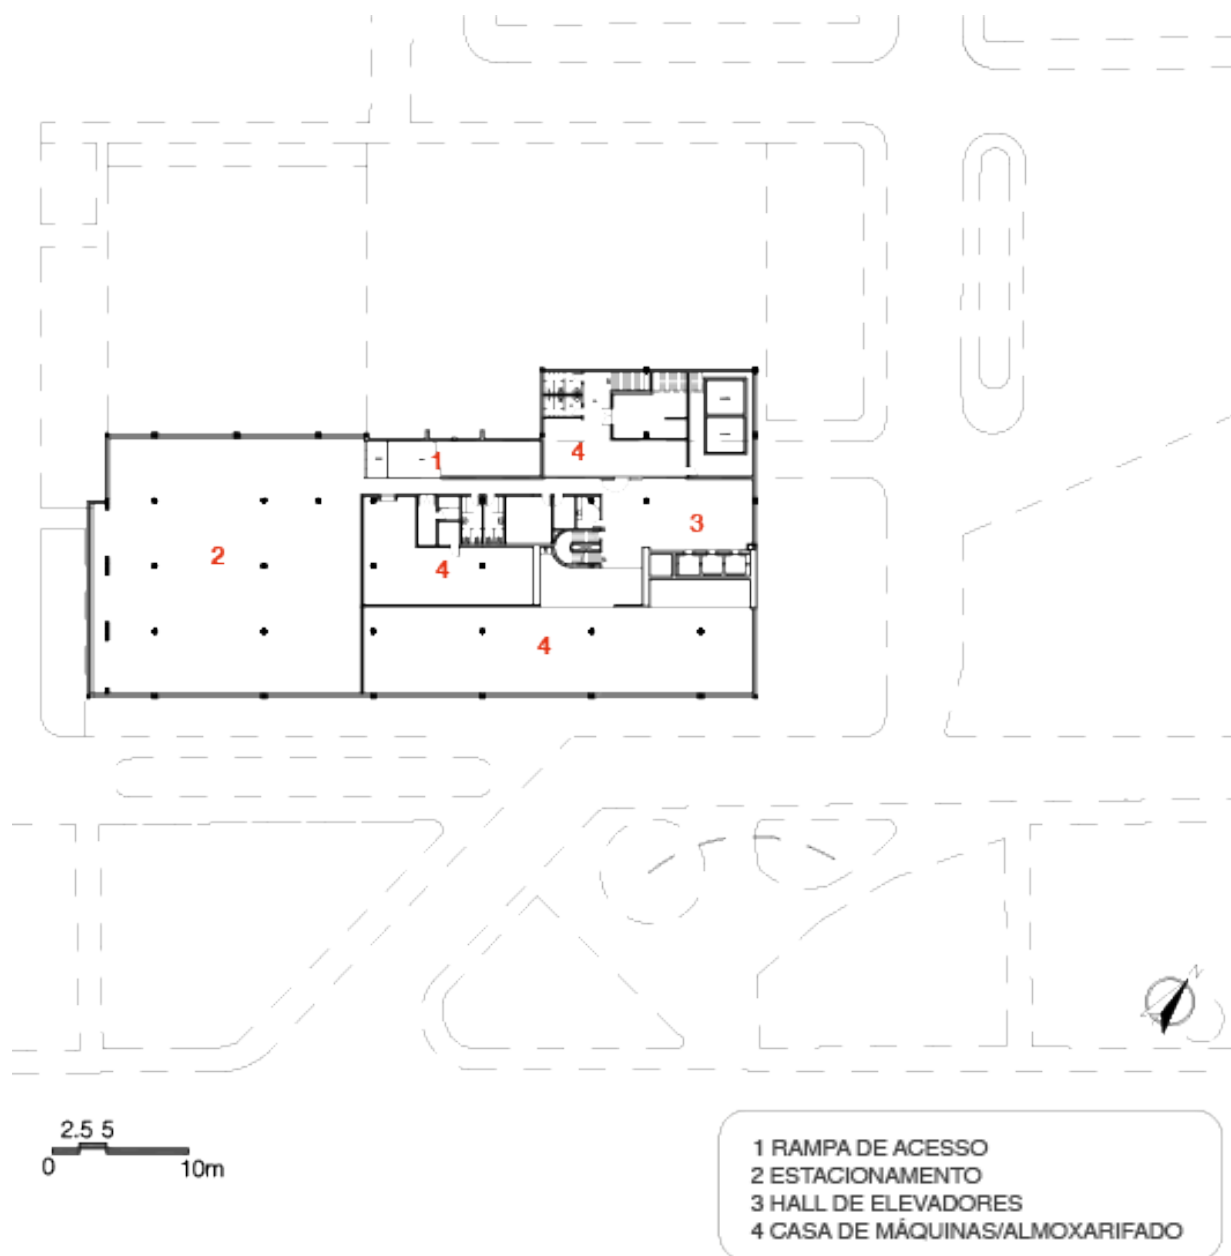 1
4
3
2
4
4
N
2.5 5
0 10m
1 RAMPA DE ACESSO
2 ESTACIONAMENTO
3 HALL DE ELEVADORES
4 CASA DE MÁQUINAS/ALMOXARIFADO